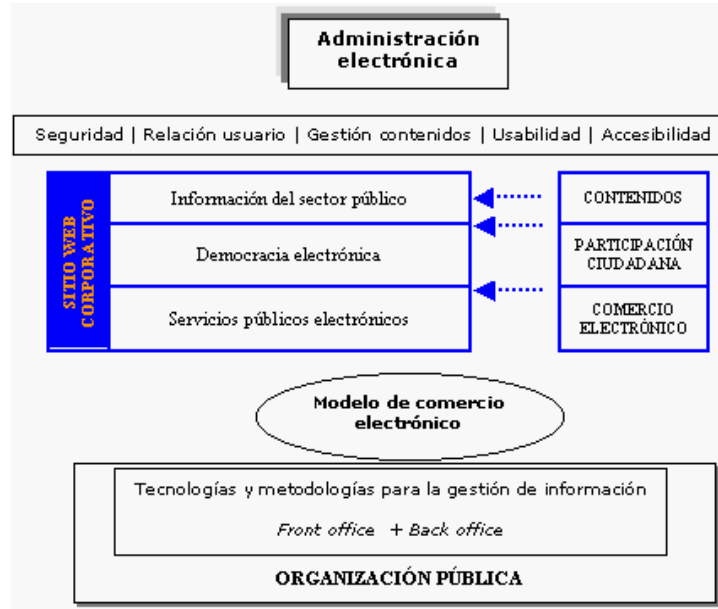 Administración
electrónica
Seguridad | Relación usuario | Gestión contenidos | Usabilidad | Accesibilidad
SITIO WEB
CORPORATIVO
Información del sector público
CONTENIDOS
Democracia electrónica
PARTICIPACIÓN
CIUDADANA
Servicios públicos electrónicos
COMERCIO
ELECTRÓNICO
Modelo de comercio
electrónico
Tecnologías y metodologías para la gestión de información
Front office + Back office
ORGANIZACIÓN PÚBLICA